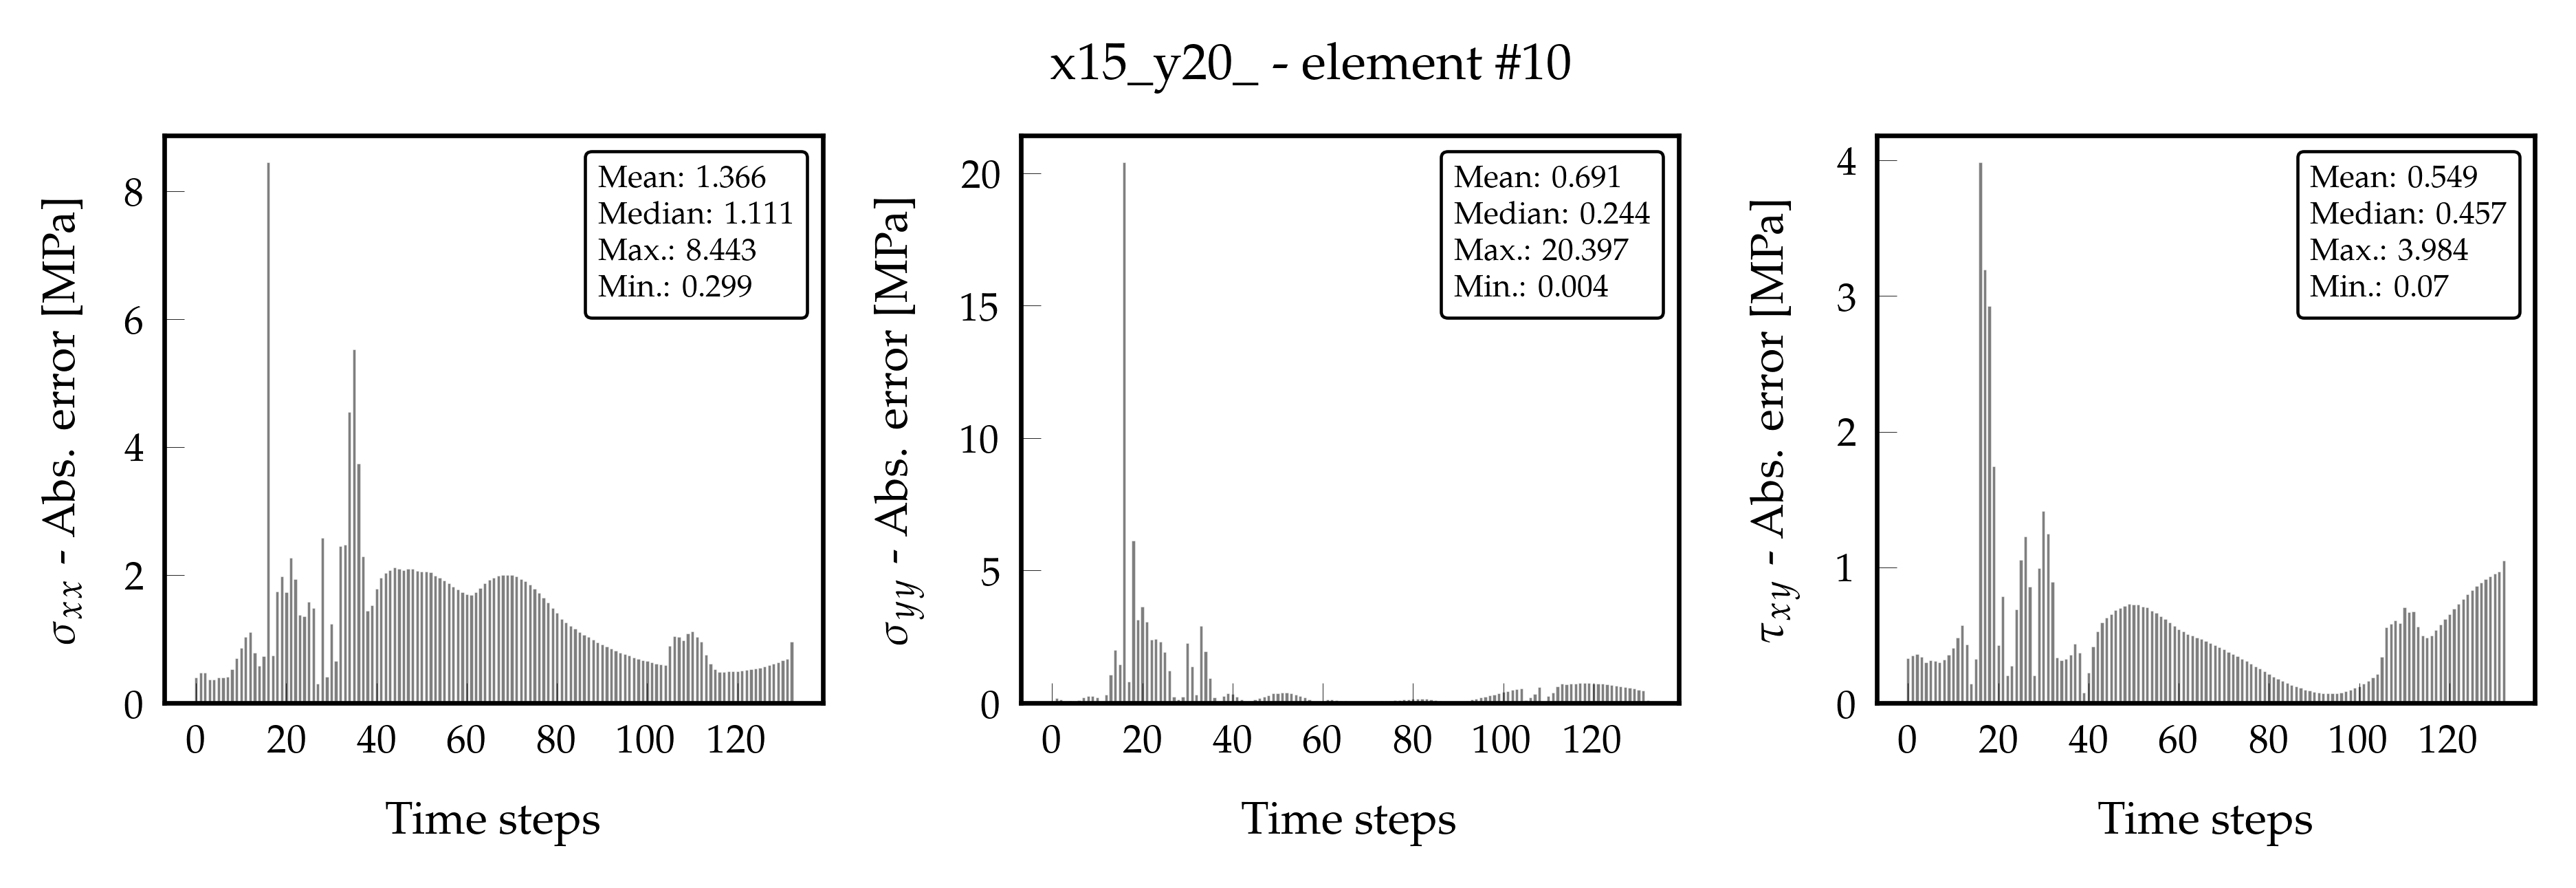 x15_y20_ - element #10
σxx - Abs. error [MPa]
8
6
4
2
0
Mean: 1.366
Median: 1.111
Max.: 8.443
Min.: 0.299
0 20 40 60 80 100 120
Time steps
σyy - Abs. error [MPa]
20
15
10
5
0
Mean: 0.691
Median: 0.244
Max.: 20.397
Min.: 0.004
0 20 40 60 80 100 120
Time steps
τxy - Abs. error [MPa]
4
3
2
1
0
Mean: 0.549
Median: 0.457
Max.: 3.984
Min.: 0.07
0 20 40 60 80 100 120
Time steps